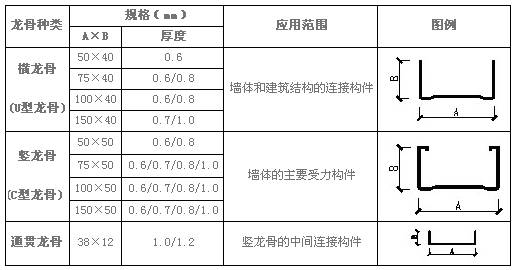 龙骨种类 规格(mm) 应用范围 图例
A×B 厚度
横龙骨
(U型龙骨)
50×40 0.6
75×40 0.6/0.8
100×40 0.6/0.8
150×40 0.7/1.0
墙体和建筑结构的连接构件
B
A
竖龙骨
(C型龙骨)
50×50 0.6/0.8
75×50 0.6/0.7/0.8/1.0
100×50 0.6/0.7/0.8/1.0
150×50 0.6/0.7/0.8/1.0
墙体的主要受力构件
B
A
通贯龙骨 38×12 1.0/1.2 竖龙骨的中间连接构件
B
A